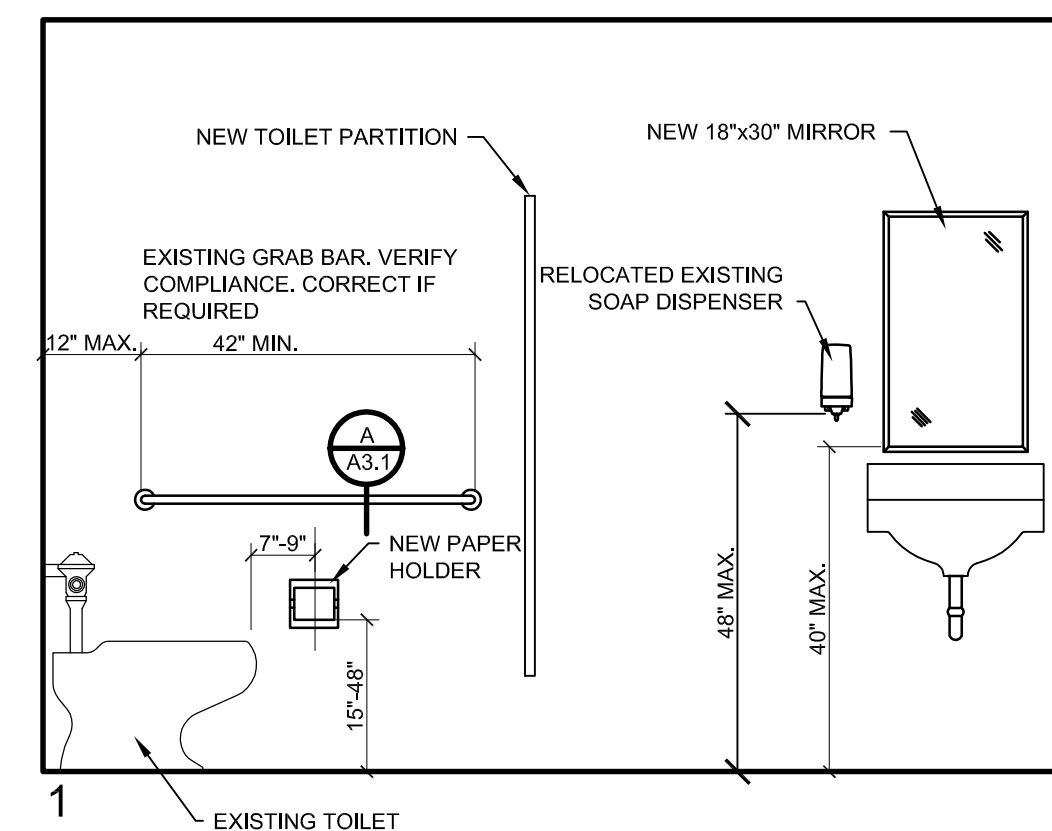 NEW TOILET PARTITION
NEW 18"x30" MIRROR
EXISTING GRAB BAR. VERIFY
COMPLIANCE. CORRECT IF
REQUIRED
RELOCATED EXISTING
SOAP DISPENSER
12" MAX.
42" MIN.
A
A3.1
7"-9"
NEW PAPER
HOLDER
15"-48"
48" MAX.
40" MAX.
1
EXISTING TOILET